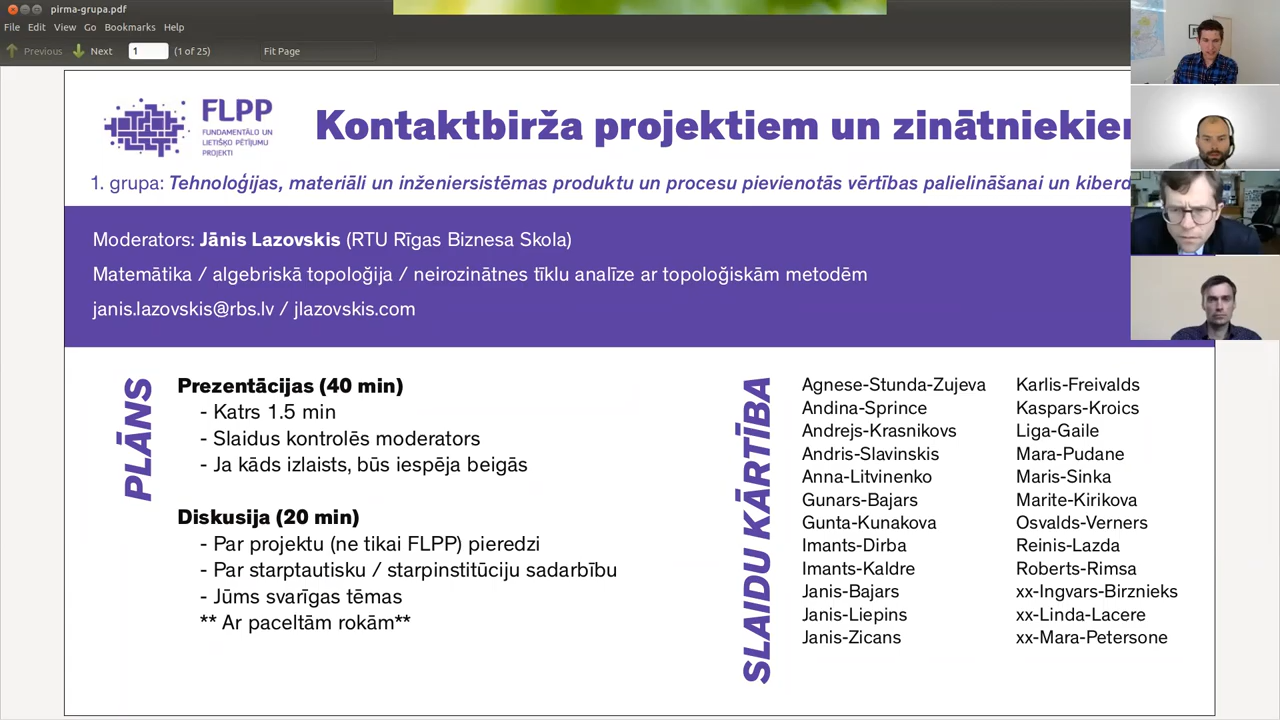 pirma-grupa.pdf
File Edit View Go Bookmarks Help
Previous Next 1 (1 of 25) Fit Page
FLPP
FUNDAMENTĀLO UN
LIETIŠĶO PĒTĪJUMU
PROJEKTI
Kontaktbirža projektiem un zinātniekier
1. grupa: Tehnoloģijas, materiāli un inženiersistēmas produktu un procesu pievienotās vērtības palielināšanai un kiberd
Moderators: Jānis Lazovskis (RTU Rīgas Biznesa Skola)
Matemātika / algebriskā topoloģija / neirozinātnes tīklu analīze ar topoloģiskām metodēm
janis.lazovskis@rbs.lv / jlazovskis.com
PLĀNS
Prezentācijas (40 min)
- Katrs 1.5 min
- Slaidus kontrolēs moderators
- Ja kāds izlaists, būs iespēja beigās
Diskusija (20 min)
- Par projektu (ne tikai FLPP) pieredzi
- Par starptautisku / starpinstitūciju sadarbību
- Jūms svarīgas tēmas
** Ar paceltām rokām**
SLAIDU KĀRTĪBA
Agnese-Stunda-Zujeva
Andina-Sprince
Andrejs-Krasnikovs
Andris-Slavinskis
Anna-Litvinenko
Gunars-Bajars
Gunta-Kunakova
Imants-Dirba
Imants-Kaldre
Janis-Bajars
Janis-Liepins
Janis-Zicans
Karlis-Freivalds
Kaspars-Kroics
Liga-Gaile
Mara-Pudane
Maris-Sinka
Marite-Kirikova
Osvalds-Verners
Reinis-Lazda
Roberts-Rimsa
xx-Ingvars-Birznieks
xx-Linda-Lacere
xx-Mara-Petersone